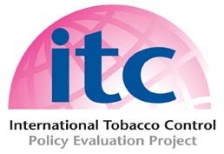 itc
International Tobacco Control
Policy Evaluation Project